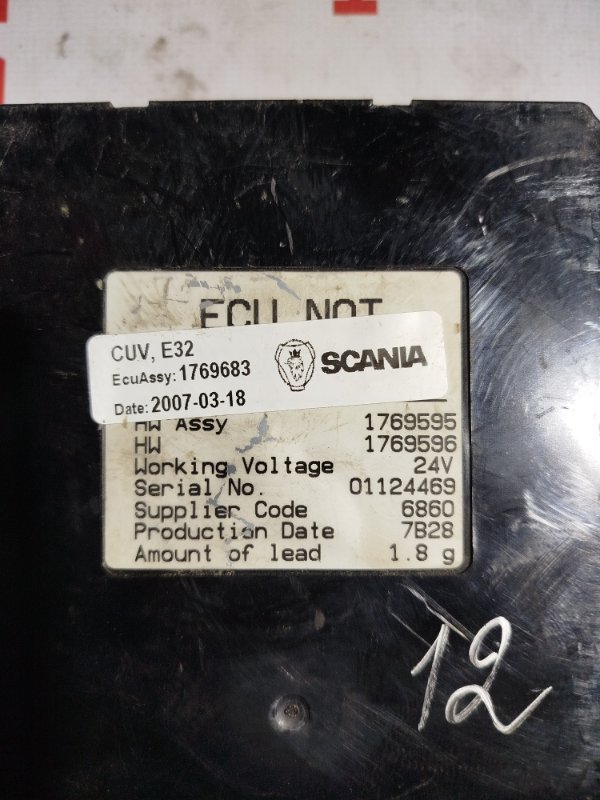 ECU NOT
CUV, E32
EcuAssy: 1769683
SCANIA
Date: 2007-03-18
HW Assy 1769595
HW 1769596
Working Voltage 24V
Serial No. 01124469
Supplier Code 6860
Production Date 7B28
Amount of lead 1.8 g
12